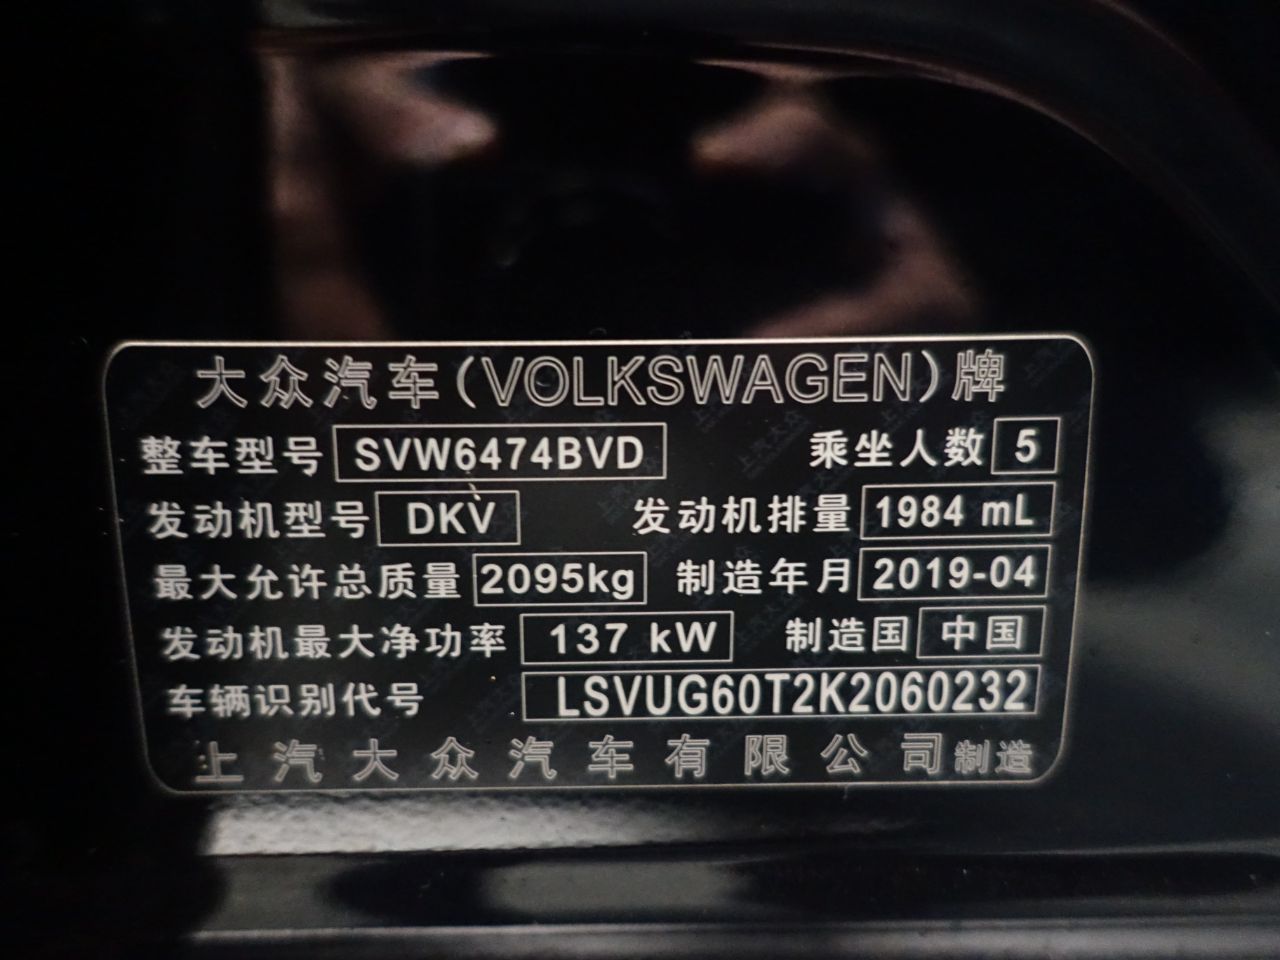 大众汽车(VOLKSWAGEN)牌
整车型号 SVW6474BVD 乘坐人数 5
发动机型号 DKV 发动机排量 1984 mL
最大允许总质量 2095kg 制造年月 2019-04
发动机最大净功率 137 kW 制造国 中国
车辆识别代号 LSVUG60T2K2060232
上汽大众汽车有限公司制造